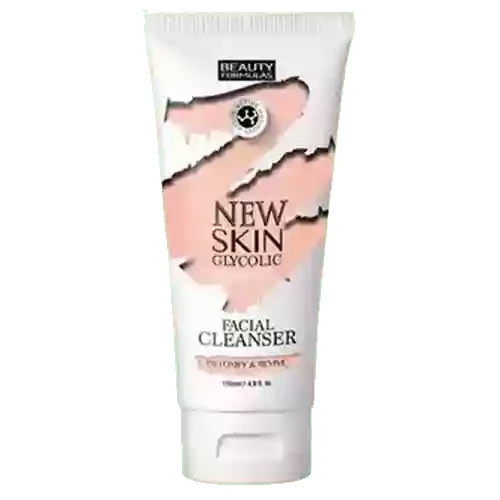 BEAUTY
FORMULAS
NEW
SKIN
GLYCOLIC
FACIAL
CLEANSER
DETOXIFY & REVIVE